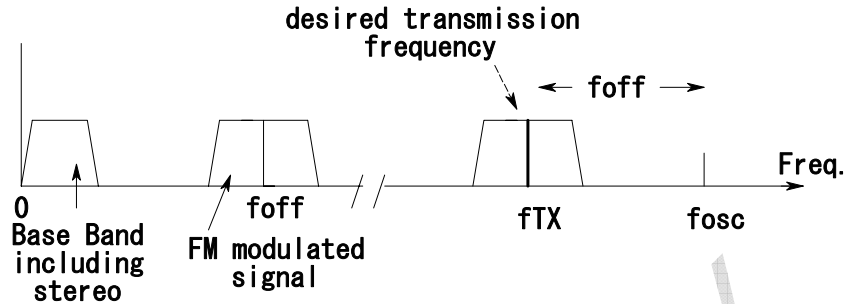 desired transmission
frequency
foff
Freq.
0
foff
fTX
fosc
Base Band
including
stereo
FM modulated
signal